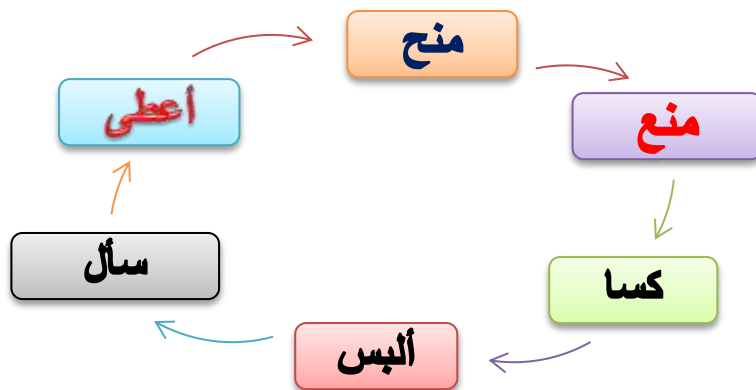 منح
منع
كسا
ألبس
سأل
أعطى